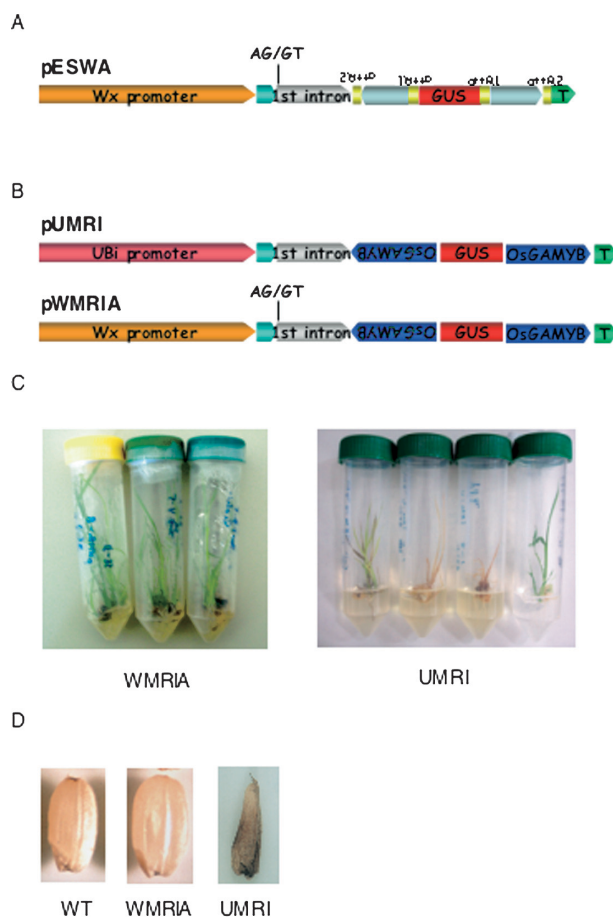 A
AG/GT
pESWA
Wx promoter 1st intron attR2 attR1 GUS attR1 attR2 T
B
pUMRI
UBi promoter 1st intron OsGAMYB GUS OsGAMYB T
AG/GT
pWMRIA
Wx promoter 1st intron OsGAMYB GUS OsGAMYB T
C
WMRIA UMRI
D
WT WMRIA UMRI